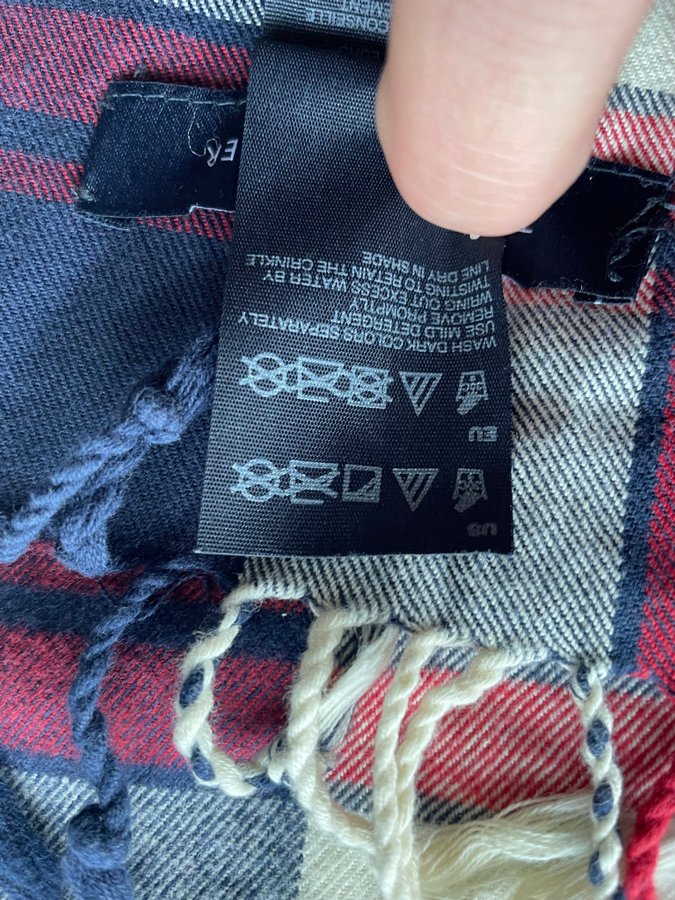 US
EU
WASH DARK COLORS SEPARATELY
USE MILD DETERGENT
REMOVE PROMPTLY
WRING OUT EXCESS WATER BY
TWISTING TO RETAIN THE CRINKLE
LINE DRY IN SHADE